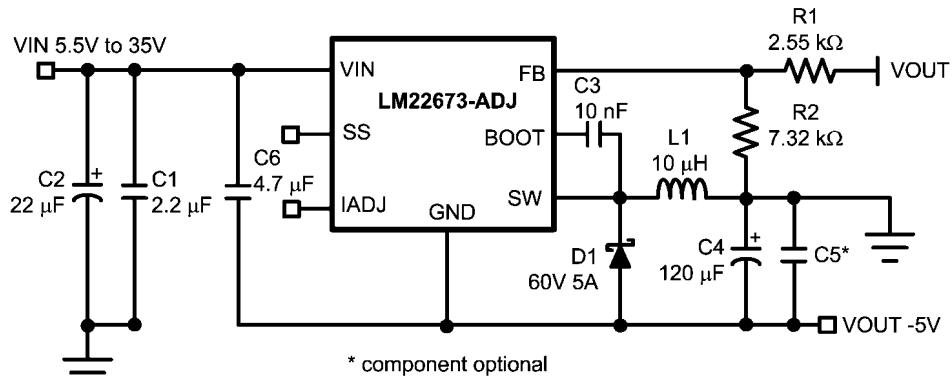 VIN 5.5V to 35V
R1
2.55 kΩ
VOUT
VIN
FB
C3
10 nF
LM22673-ADJ
R2
7.32 kΩ
SS
BOOT
L1
10 μH
C2
22 μF
+
C1
2.2 μF
C6
4.7 μF
IADJ
GND
SW
D1
60V 5A
C4
120 μF
+
C5*
VOUT -5V
* component optional